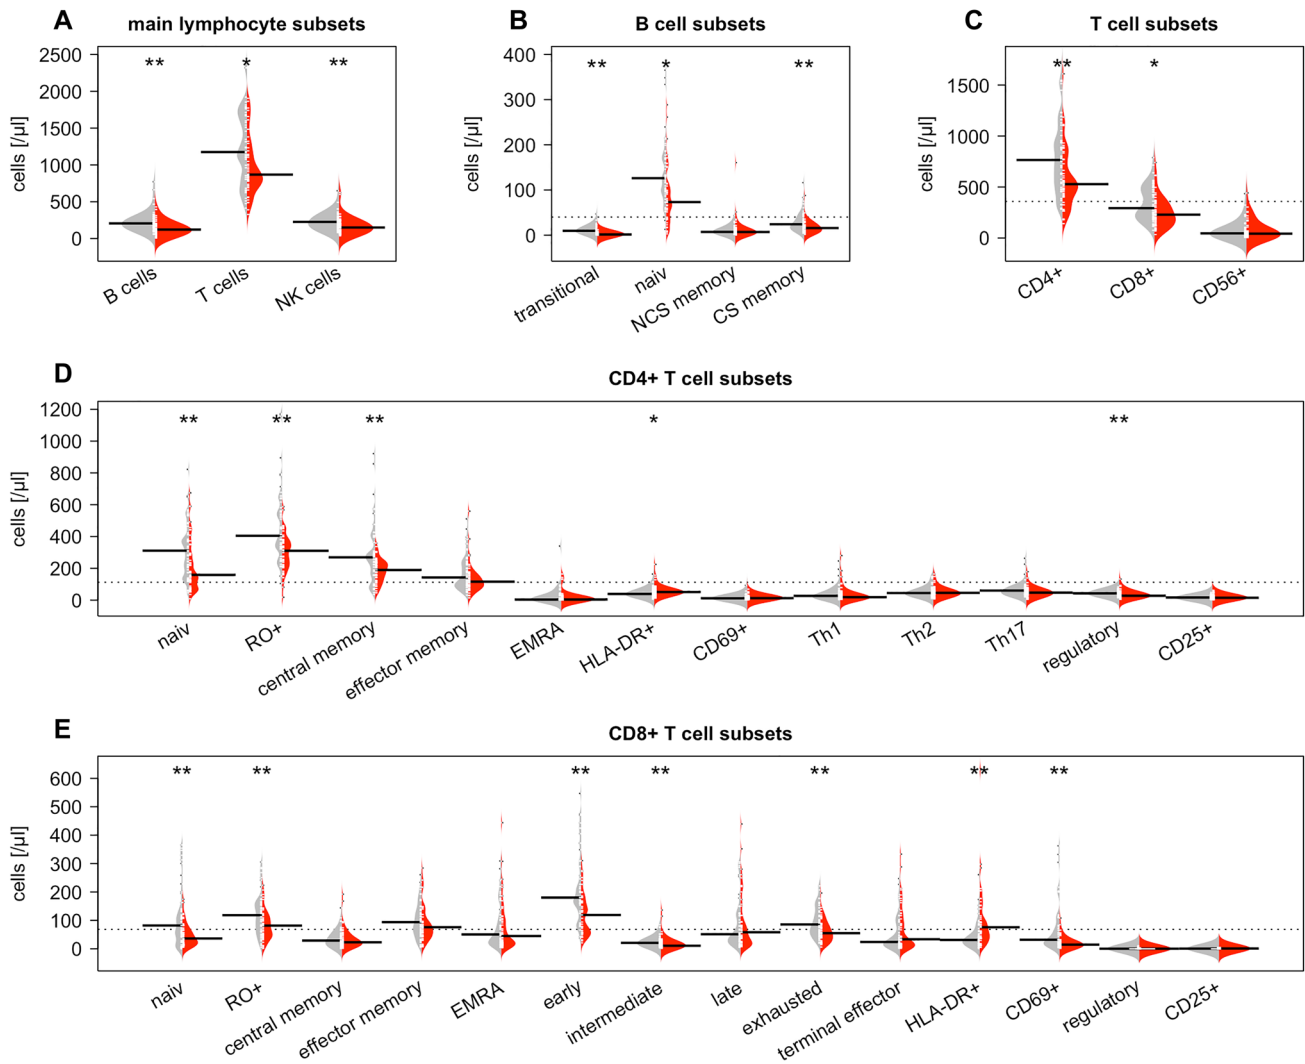 A main lymphocyte subsets
** * **
cells [/µl]
2500
2000
1500
1000
500
0
B cells T cells NK cells
B B cell subsets
** * **
cells [/µl]
400
300
200
100
0
transitional naiv NCS memory CS memory
C T cell subsets
** *
cells [/µl]
1500
1000
500
0
CD4+ CD8+ CD56+
D CD4+ T cell subsets
** ** ** * **
cells [/µl]
1200
1000
800
600
400
200
0
naiv RO+ central memory effector memory EMRA HLA-DR+ CD69+ Th1 Th2 Th17 regulatory CD25+
E CD8+ T cell subsets
** ** ** ** ** ** **
cells [/µl]
600
500
400
300
200
100
0
naiv RO+ central memory effector memory EMRA early intermediate late exhausted terminal effector HLA-DR+ CD69+ regulatory CD25+